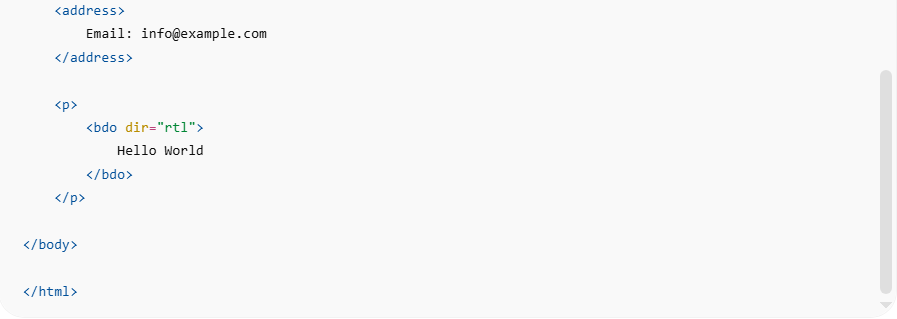 <address>
Email: info@example.com
</address>
<p>
<bdo dir="rtl">
Hello World
</bdo>
</p>
</body>
</html>